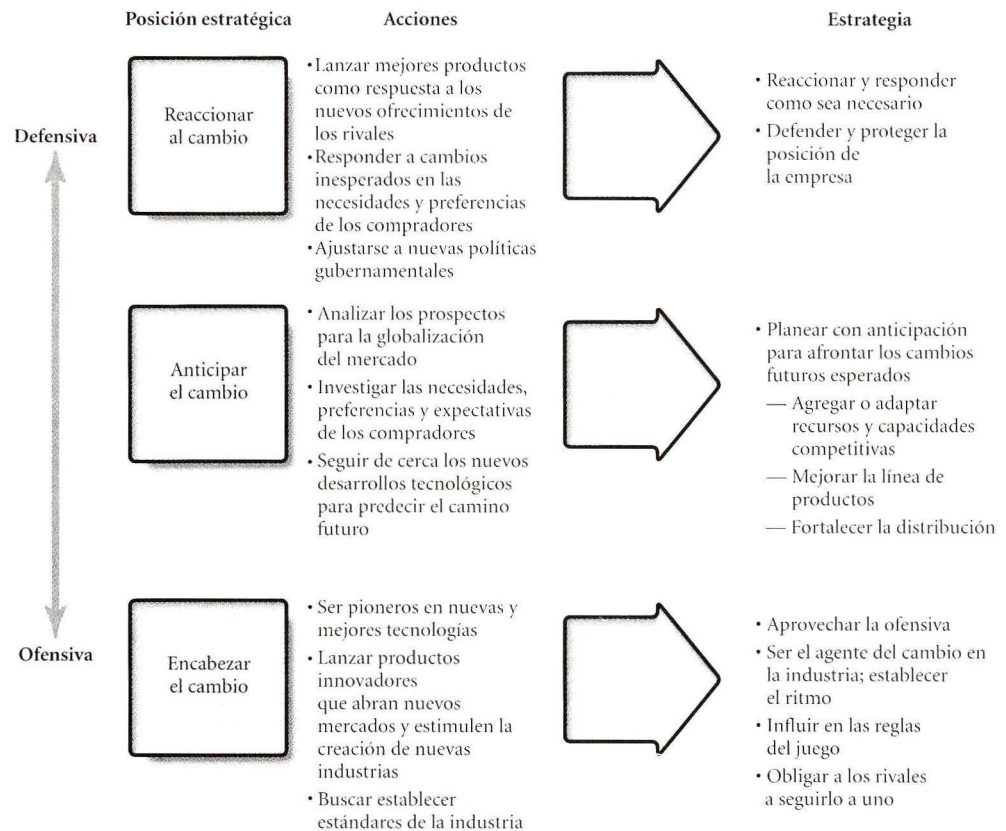 Posición estratégica
Acciones
Estrategia
Defensiva
Reaccionar
al cambio
• Lanzar mejores productos
como respuesta a los
nuevos ofrecimientos de
los rivales
• Responder a cambios
inesperados en las
necesidades y preferencias
de los compradores
• Ajustarse a nuevas políticas
gubernamentales
• Reaccionar y responder
como sea necesario
• Defender y proteger la
posición de
la empresa
Anticipar
el cambio
• Analizar los prospectos
para la globalización
del mercado
• Investigar las necesidades,
preferencias y expectativas
de los compradores
• Seguir de cerca los nuevos
desarrollos tecnológicos
para predecir el camino
futuro
• Planear con anticipación
para afrontar los cambios
futuros esperados
— Agregar o adaptar
recursos y capacidades
competitivas
— Mejorar la línea de
productos
— Fortalecer la distribución
Ofensiva
Encabezar
el cambio
• Ser pioneros en nuevas y
mejores tecnologías
• Lanzar productos
innovadores
que abran nuevos
mercados y estimulen la
creación de nuevas
industrias
• Buscar establecer
estándares de la industria
• Aprovechar la ofensiva
• Ser el agente del cambio en
la industria; establecer
el ritmo
• Influir en las reglas
del juego
• Obligar a los rivales
a seguirlo a uno